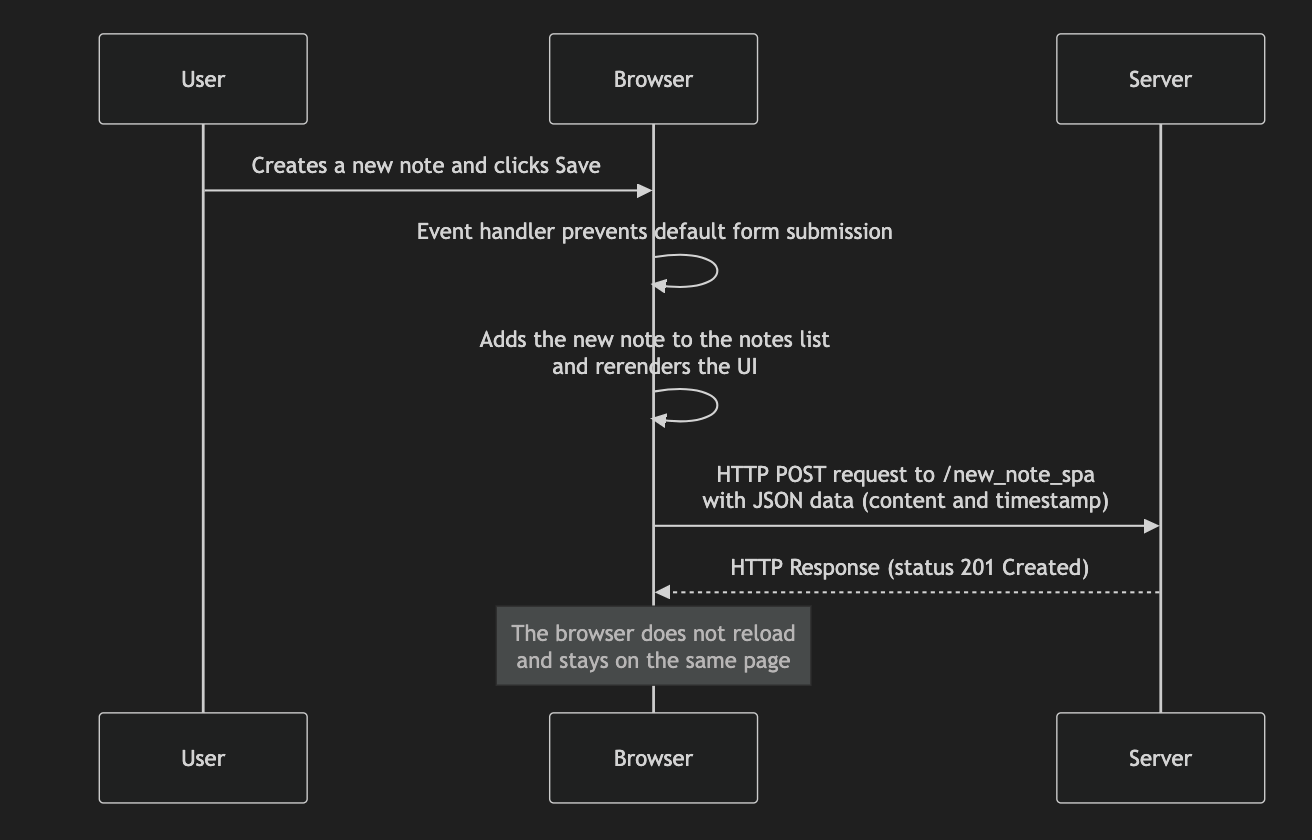 User
Browser
Server
Creates a new note and clicks Save
Event handler prevents default form submission
Adds the new note to the notes list
and rerenders the UI
HTTP POST request to /new_note_spa
with JSON data (content and timestamp)
HTTP Response (status 201 Created)
The browser does not reload
and stays on the same page
User
Browser
Server